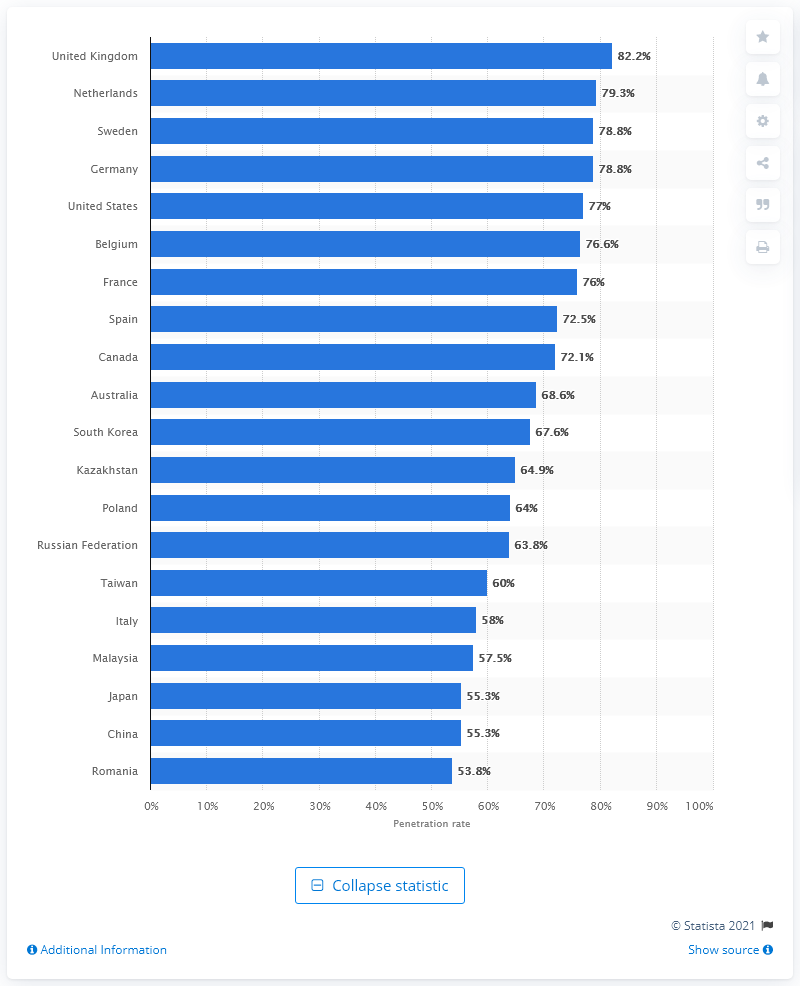 United Kingdom 82.2%
Netherlands 79.3%
Sweden 78.8%
Germany 78.8%
United States 77%
Belgium 76.6%
France 76%
Spain 72.5%
Canada 72.1%
Australia 68.6%
South Korea 67.6%
Kazakhstan 64.9%
Poland 64%
Russian Federation 63.8%
Taiwan 60%
Italy 58%
Malaysia 57.5%
Japan 55.3%
China 55.3%
Romania 53.8%
0% 10% 20% 30% 40% 50% 60% 70% 80% 90% 100%
Penetration rate
Collapse statistic
© Statista 2021
Additional Information Show source